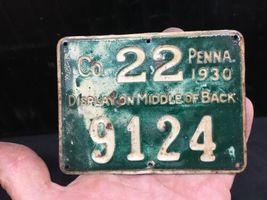 Co. 22 PENNA. 1930
DISPLAY ON MIDDLE OF BACK
9124